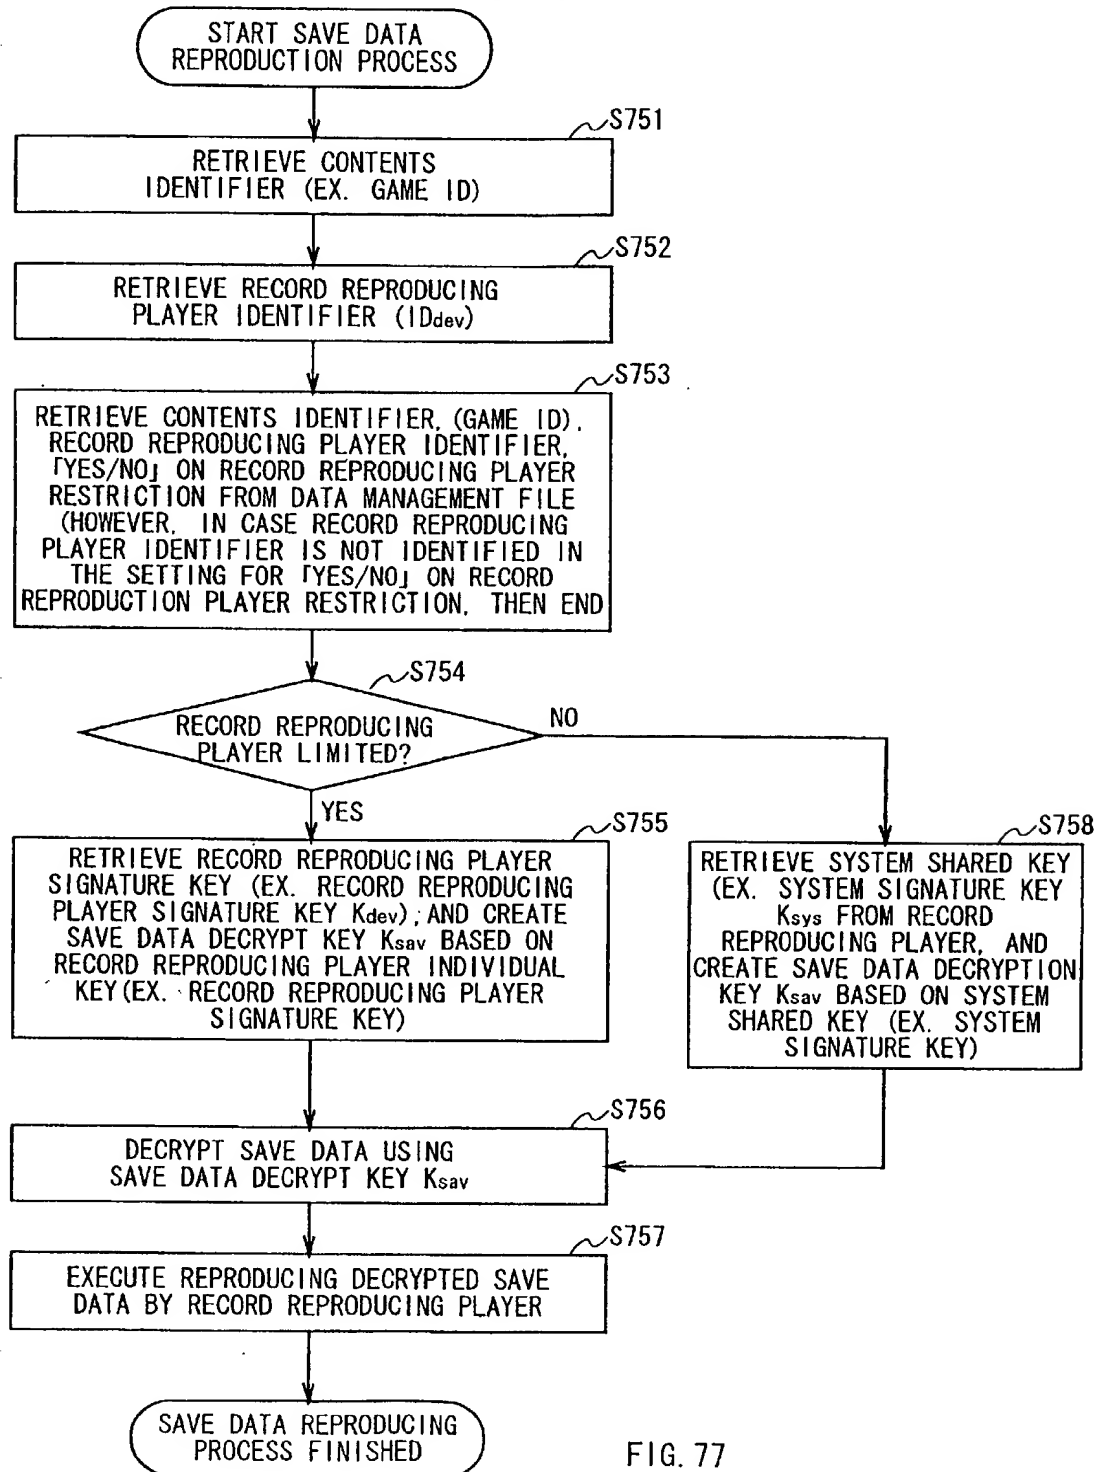 START SAVE DATA
REPRODUCTION PROCESS
S751
RETRIEVE CONTENTS
IDENTIFIER (EX. GAME ID)
S752
RETRIEVE RECORD REPRODUCING
PLAYER IDENTIFIER (IDdev)
S753
RETRIEVE CONTENTS IDENTIFIER, (GAME ID),
RECORD REPRODUCING PLAYER IDENTIFIER,
「YES/NO」 ON RECORD REPRODUCING PLAYER
RESTRICTION FROM DATA MANAGEMENT FILE
(HOWEVER, IN CASE RECORD REPRODUCING
PLAYER IDENTIFIER IS NOT IDENTIFIED IN
THE SETTING FOR 「YES/NO」 ON RECORD
REPRODUCTION PLAYER RESTRICTION, THEN END
S754
RECORD REPRODUCING
PLAYER LIMITED?
NO
YES
S755
RETRIEVE RECORD REPRODUCING PLAYER
SIGNATURE KEY (EX. RECORD REPRODUCING
PLAYER SIGNATURE KEY Kdev), AND CREATE
SAVE DATA DECRYPT KEY Ksav BASED ON
RECORD REPRODUCING PLAYER INDIVIDUAL
KEY(EX. RECORD REPRODUCING PLAYER
SIGNATURE KEY)
S758
RETRIEVE SYSTEM SHARED KEY
(EX. SYSTEM SIGNATURE KEY
Ksys FROM RECORD
REPRODUCING PLAYER, AND
CREATE SAVE DATA DECRYPTION
KEY Ksav BASED ON SYSTEM
SHARED KEY (EX. SYSTEM
SIGNATURE KEY)
S756
DECRYPT SAVE DATA USING
SAVE DATA DECRYPT KEY Ksav
S757
EXECUTE REPRODUCING DECRYPTED SAVE
DATA BY RECORD REPRODUCING PLAYER
SAVE DATA REPRODUCING
PROCESS FINISHED
FIG. 77